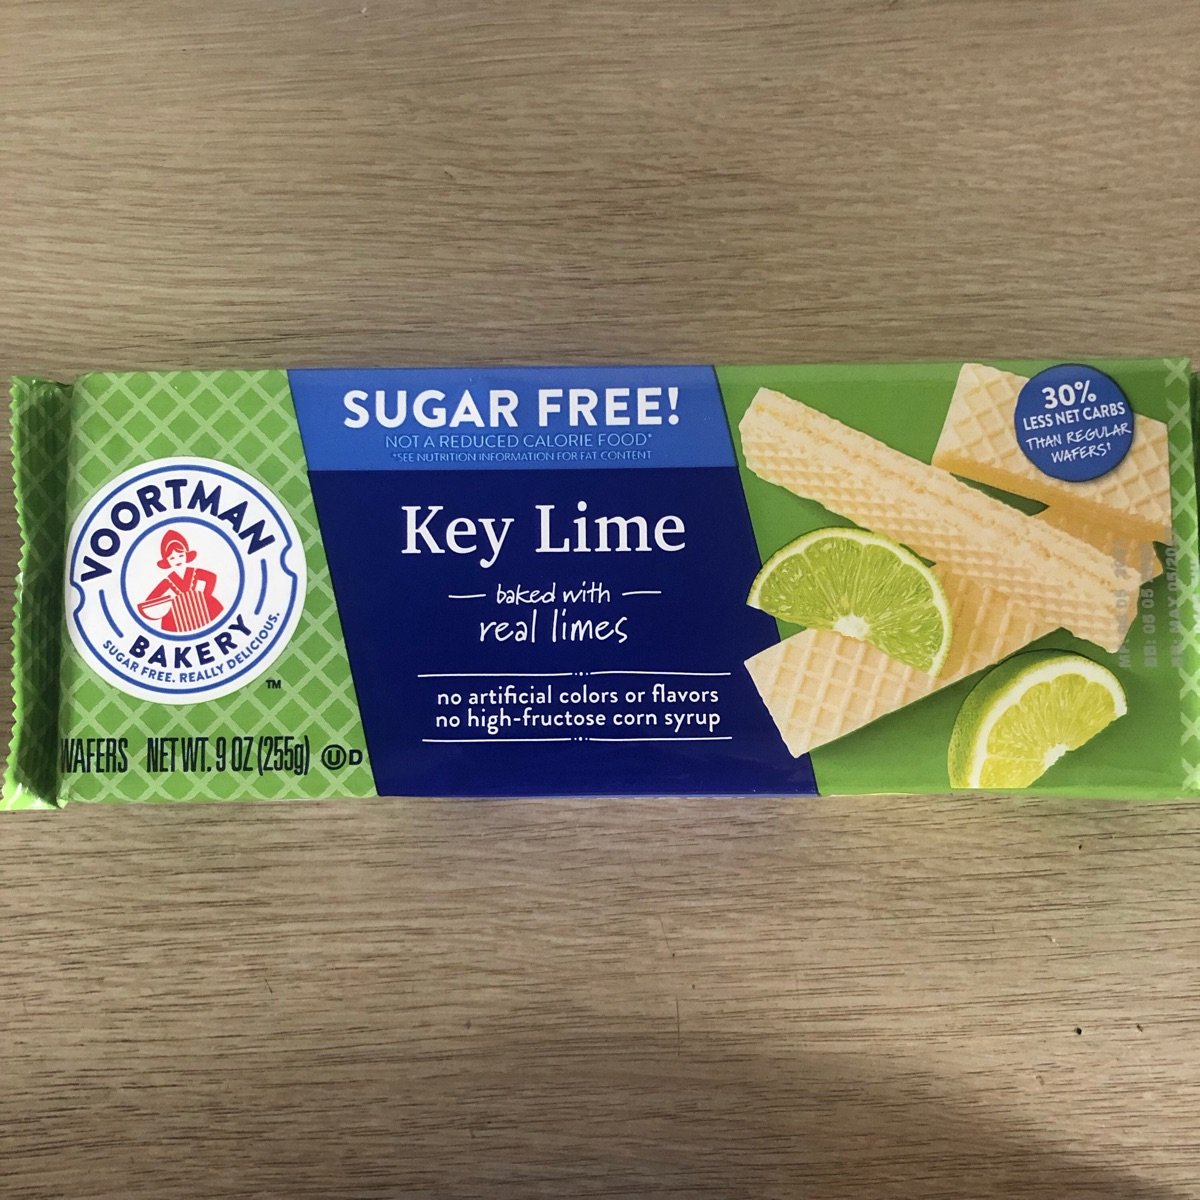 VOORTMAN
BAKERY
SUGAR FREE. REALLY DELICIOUS.
TM
WAFERS NET WT. 9 OZ (255g) U D
SUGAR FREE!
NOT A REDUCED CALORIE FOOD*
*SEE NUTRITION INFORMATION FOR FAT CONTENT
Key Lime
baked with
real limes
no artificial colors or flavors
no high-fructose corn syrup
30%
LESS NET CARBS
THAN REGULAR
WAFERS†